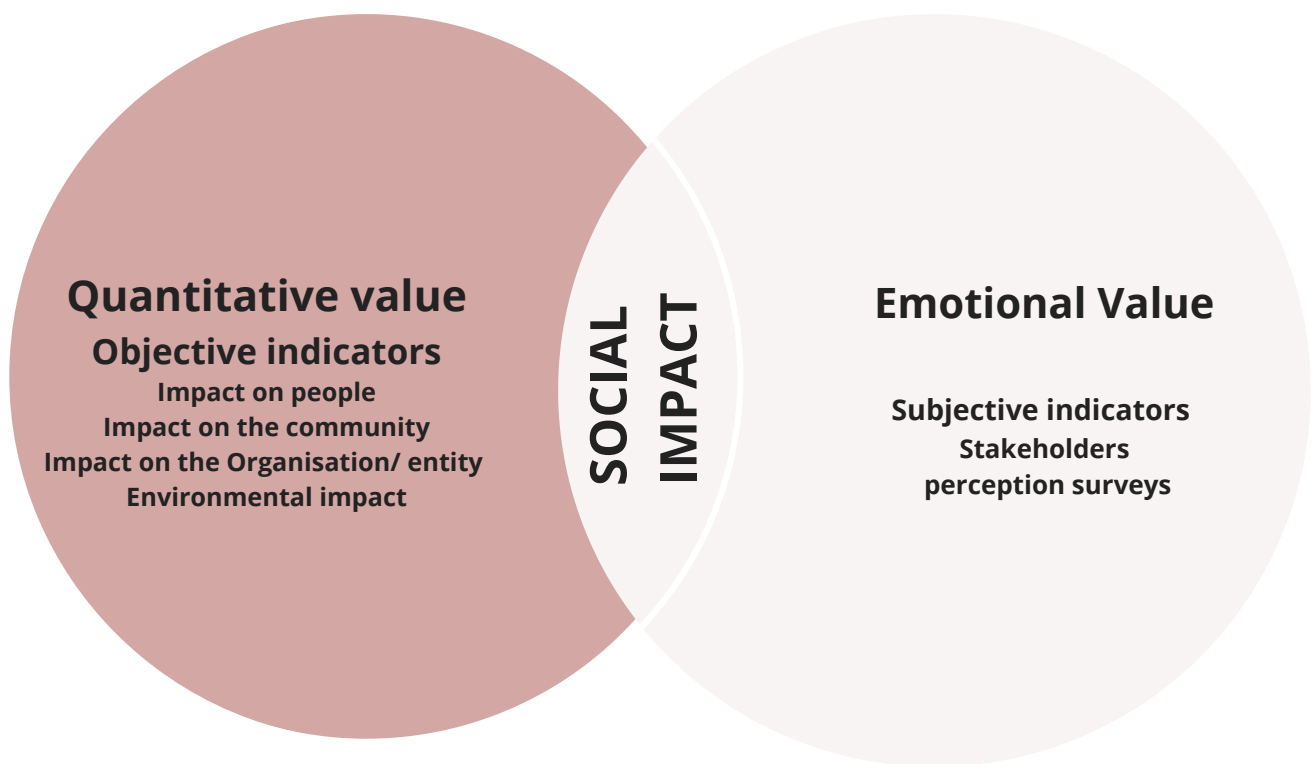 Quantitative value
Objective indicators
Impact on people
Impact on the community
Impact on the Organisation/ entity
Environmental impact
SOCIAL
IMPACT
Emotional Value
Subjective indicators
Stakeholders
perception surveys